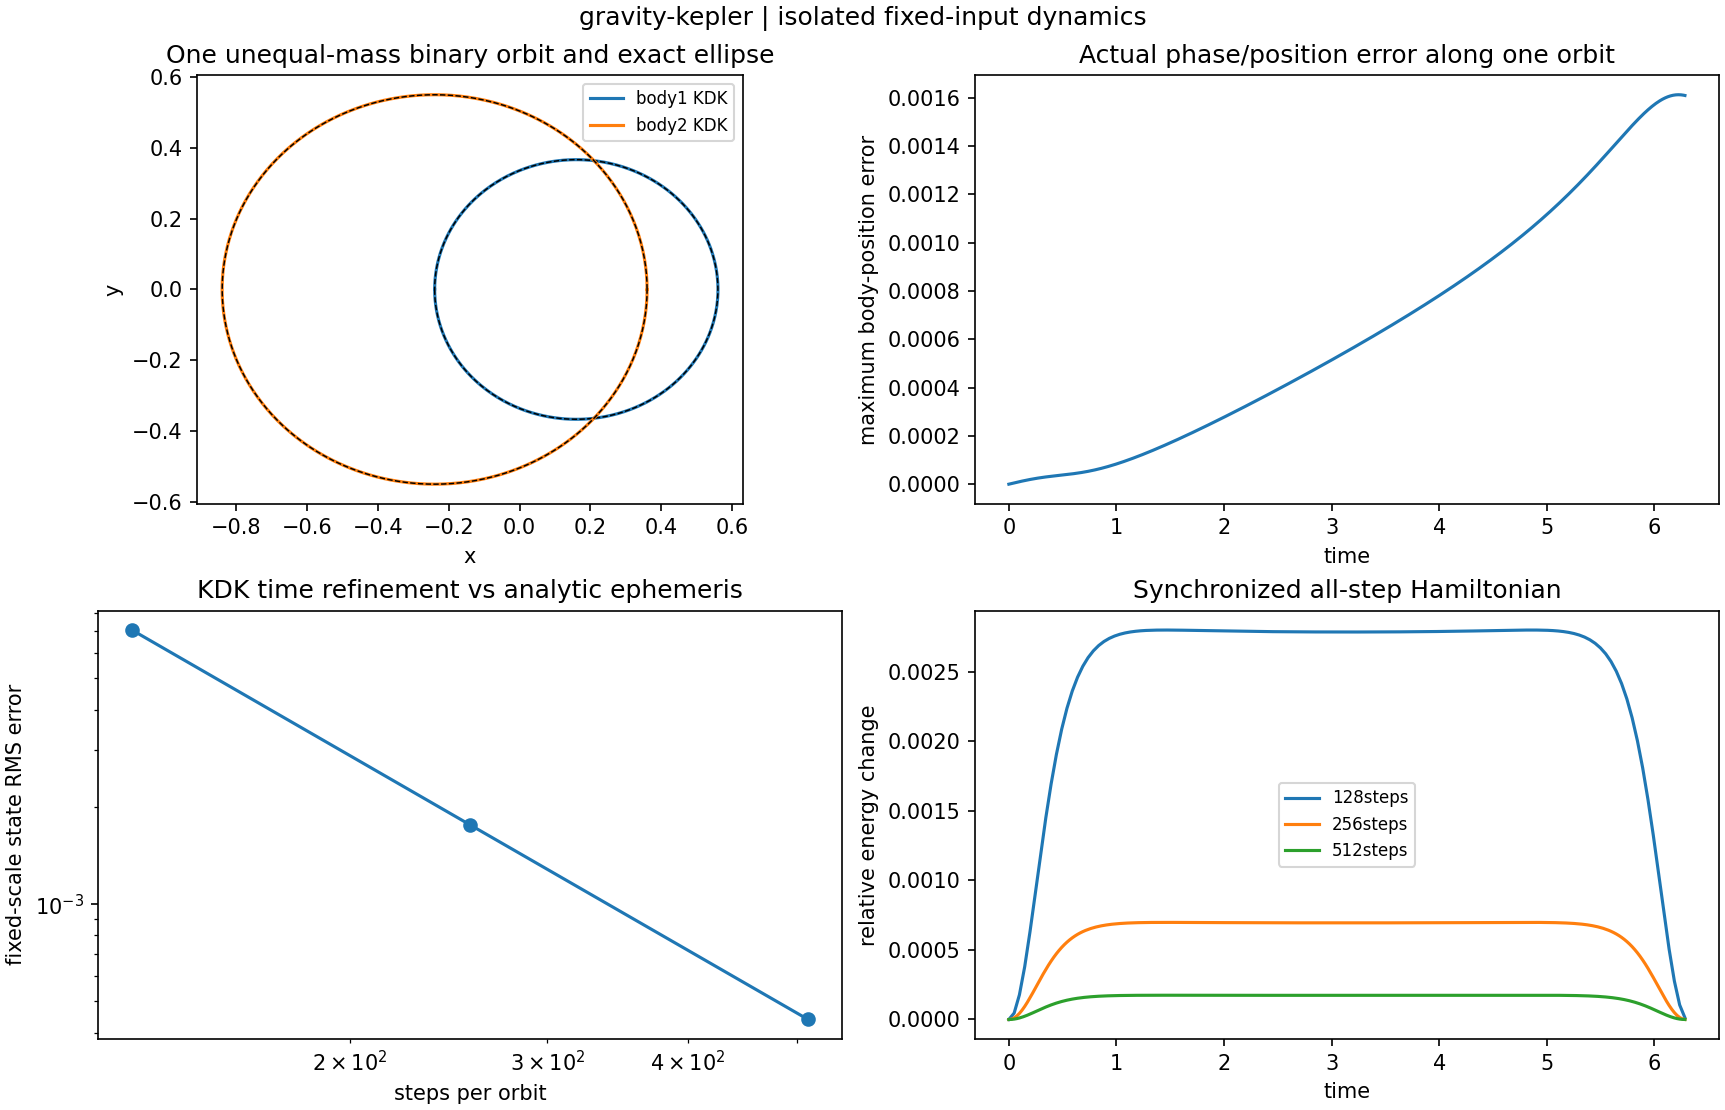 gravity-kepler | isolated fixed-input dynamics
One unequal-mass binary orbit and exact ellipse
0.6
0.4
0.2
0.0
−0.2
−0.4
−0.6
y
body1 KDK
body2 KDK
−0.8
−0.6
−0.4
−0.2
0.0
0.2
0.4
0.6
x
Actual phase/position error along one orbit
0.0016
0.0014
0.0012
0.0010
0.0008
0.0006
0.0004
0.0002
0.0000
maximum body-position error
0
1
2
3
4
5
6
time
KDK time refinement vs analytic ephemeris
10⁻³
fixed-scale state RMS error
2 × 10²
3 × 10²
4 × 10²
steps per orbit
Synchronized all-step Hamiltonian
0.0025
0.0020
0.0015
0.0010
0.0005
0.0000
relative energy change
128steps
256steps
512steps
0
1
2
3
4
5
6
time